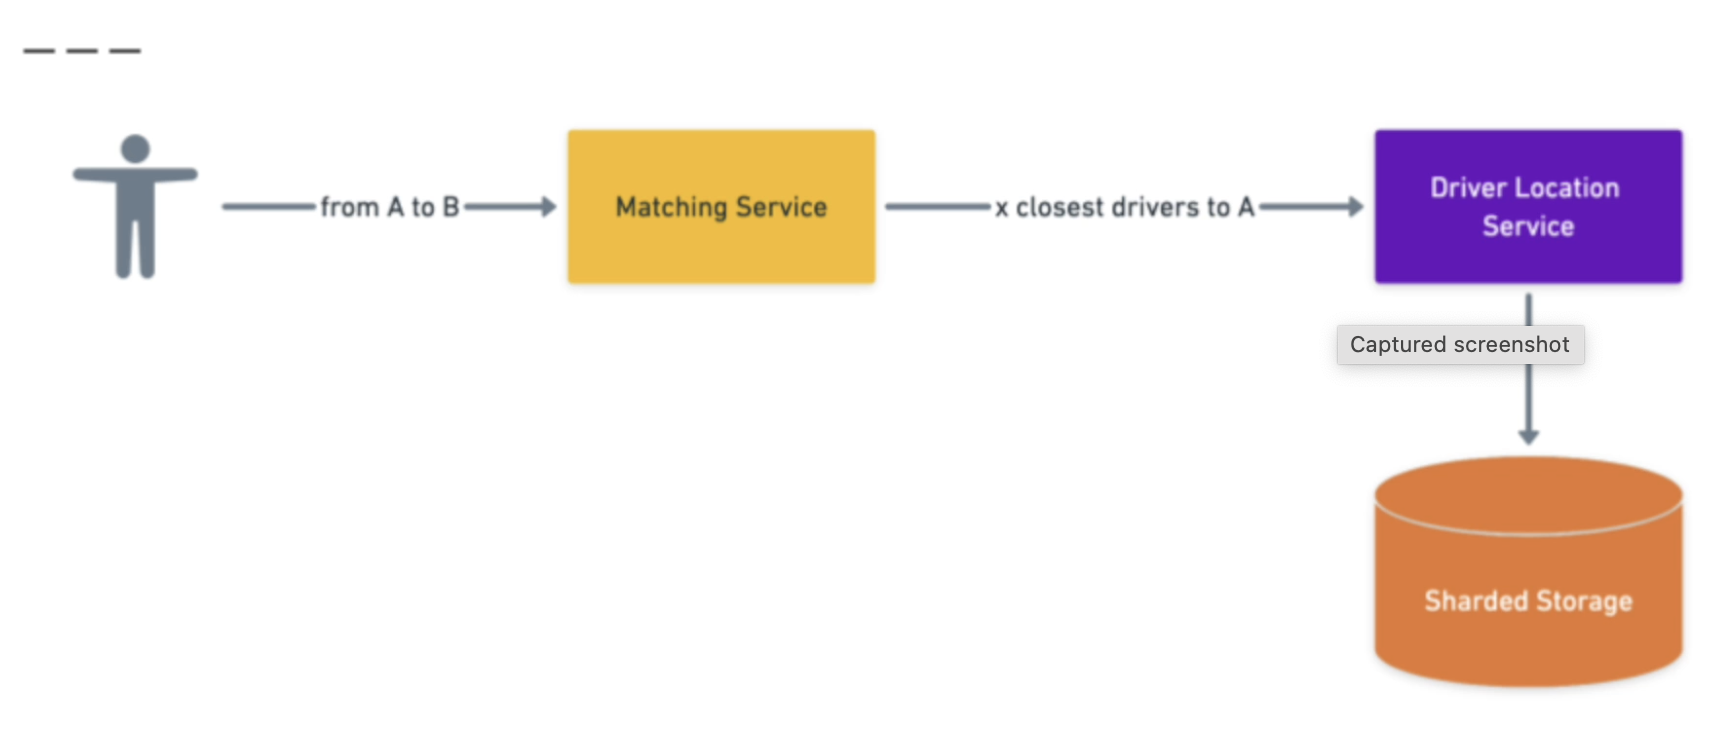 from A to B
Matching Service
x closest drivers to A
Driver Location
Service
Captured screenshot
Sharded Storage